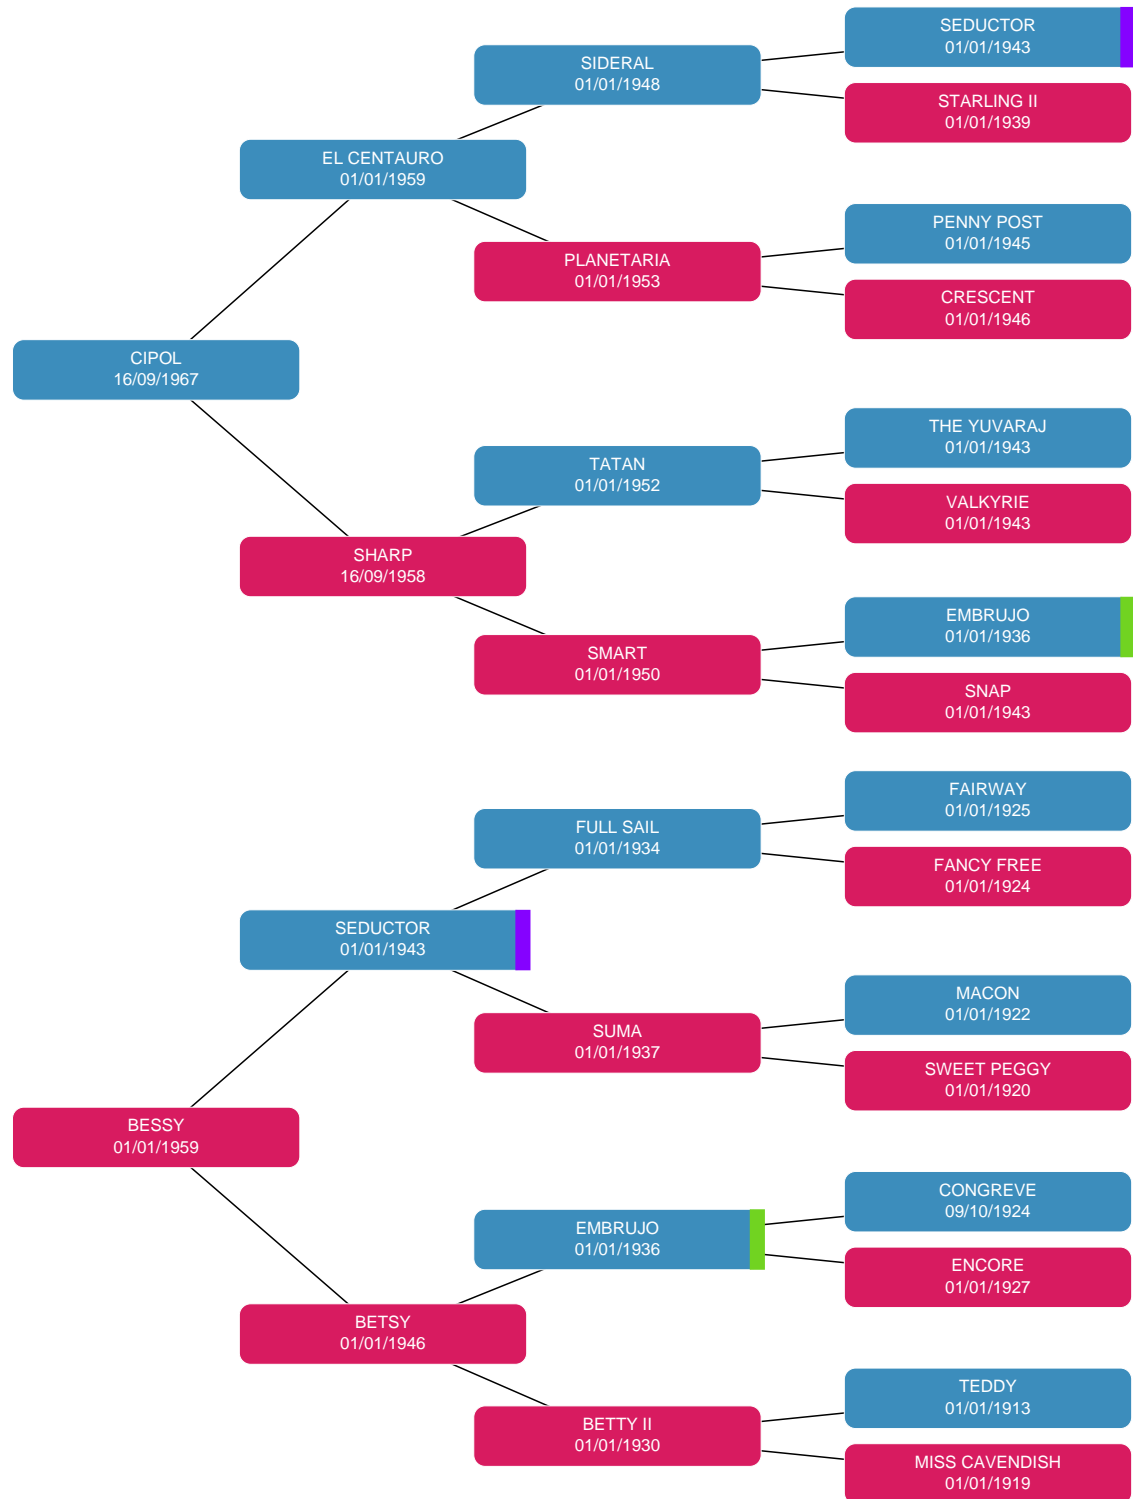 SEDUCTOR
01/01/1943
SIDERAL
01/01/1948
STARLING II
01/01/1939
EL CENTAURO
01/01/1959
PENNY POST
01/01/1945
PLANETARIA
01/01/1953
CRESCENT
01/01/1946
CIPOL
16/09/1967
THE YUVARAJ
01/01/1943
TATAN
01/01/1952
VALKYRIE
01/01/1943
SHARP
16/09/1958
EMBRUJO
01/01/1936
SMART
01/01/1950
SNAP
01/01/1943
FAIRWAY
01/01/1925
FULL SAIL
01/01/1934
FANCY FREE
01/01/1924
SEDUCTOR
01/01/1943
MACON
01/01/1922
SUMA
01/01/1937
SWEET PEGGY
01/01/1920
BESSY
01/01/1959
CONGREVE
09/10/1924
EMBRUJO
01/01/1936
ENCORE
01/01/1927
BETSY
01/01/1946
TEDDY
01/01/1913
BETTY II
01/01/1930
MISS CAVENDISH
01/01/1919